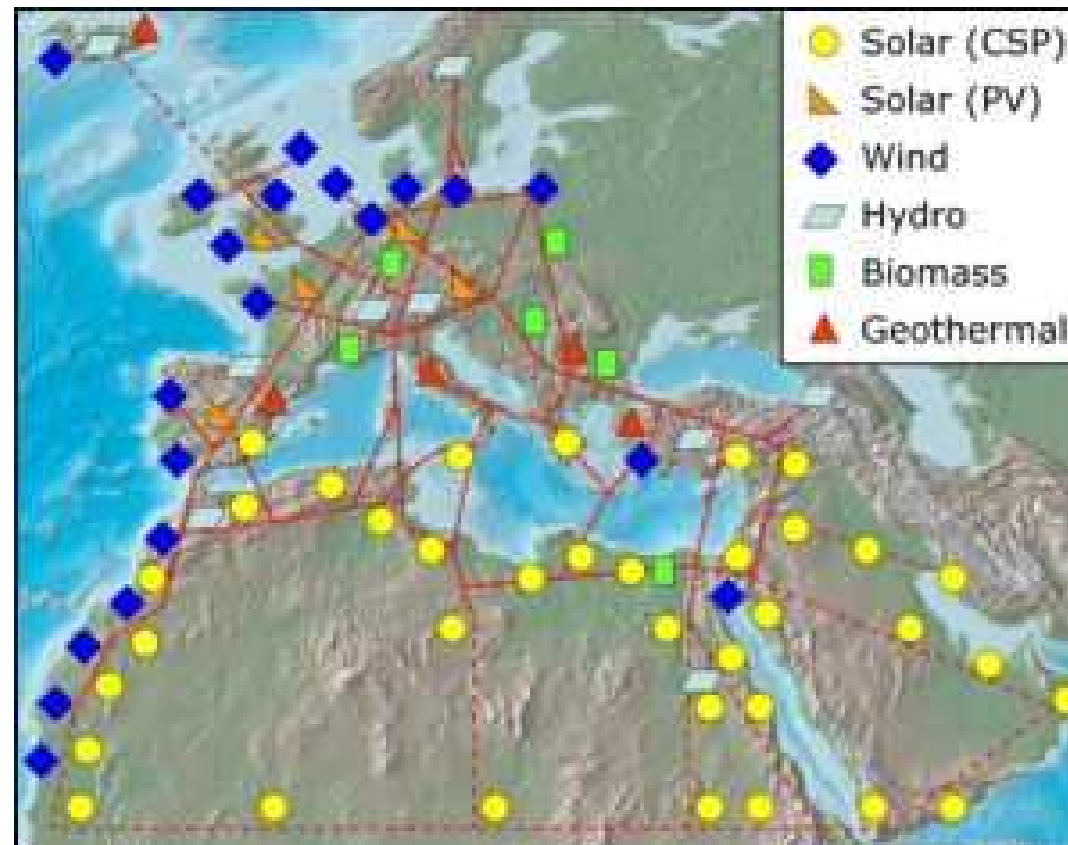 Solar (CSP)
Solar (PV)
Wind
Hydro
Biomass
Geothermal